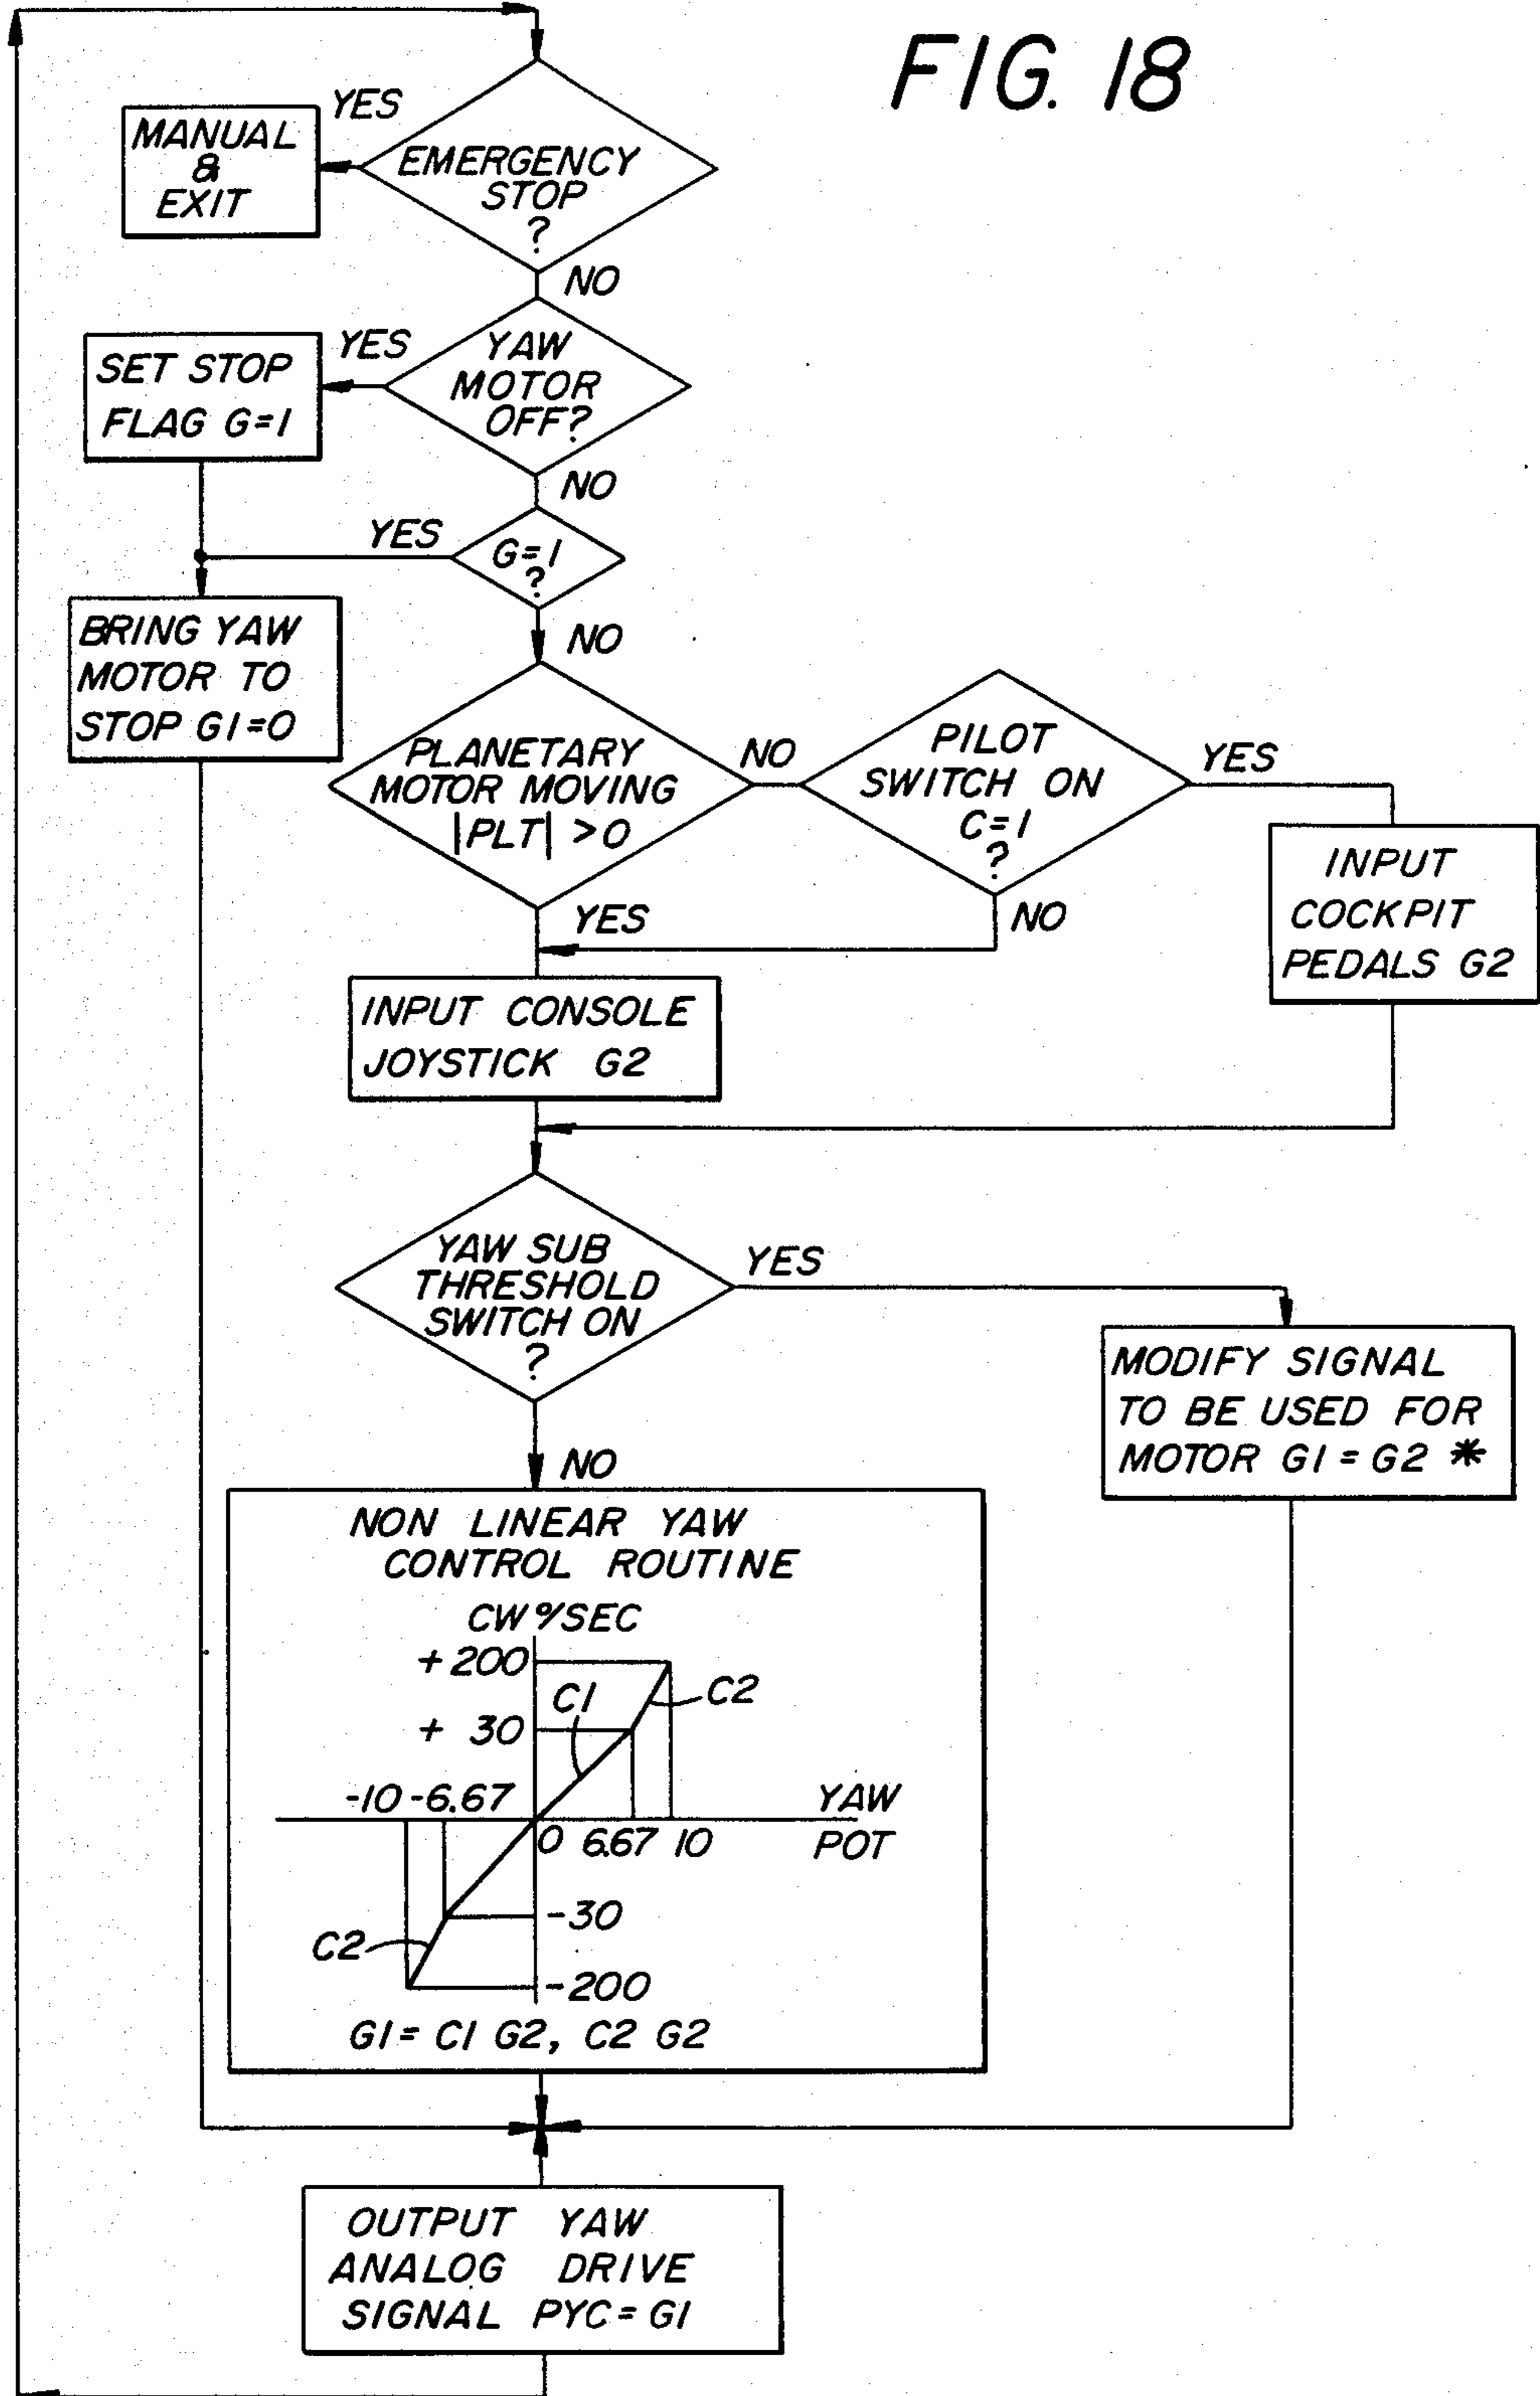 FIG. 18
YES
MANUAL
&
EXIT
EMERGENCY
STOP
?
NO
SET STOP
FLAG G=1
YES
YAW
MOTOR
OFF?
NO
YES
G=1
?
NO
BRING YAW
MOTOR TO
STOP G1=0
PLANETARY
MOTOR MOVING
|PLT| >0
NO
PILOT
SWITCH ON
C=1
?
YES
INPUT
COCKPIT
PEDALS G2
YES
NO
INPUT CONSOLE
JOYSTICK G2
YAW SUB
THRESHOLD
SWITCH ON
?
YES
MODIFY SIGNAL
TO BE USED FOR
MOTOR G1 = G2 *
NO
NON LINEAR YAW
CONTROL ROUTINE
CW °/SEC
+200
C1
C2
+ 30
-10 -6.67
YAW
0 6.67 10
POT
-30
C2
-200
G1= C1 G2, C2 G2
OUTPUT YAW
ANALOG DRIVE
SIGNAL PYC=G1